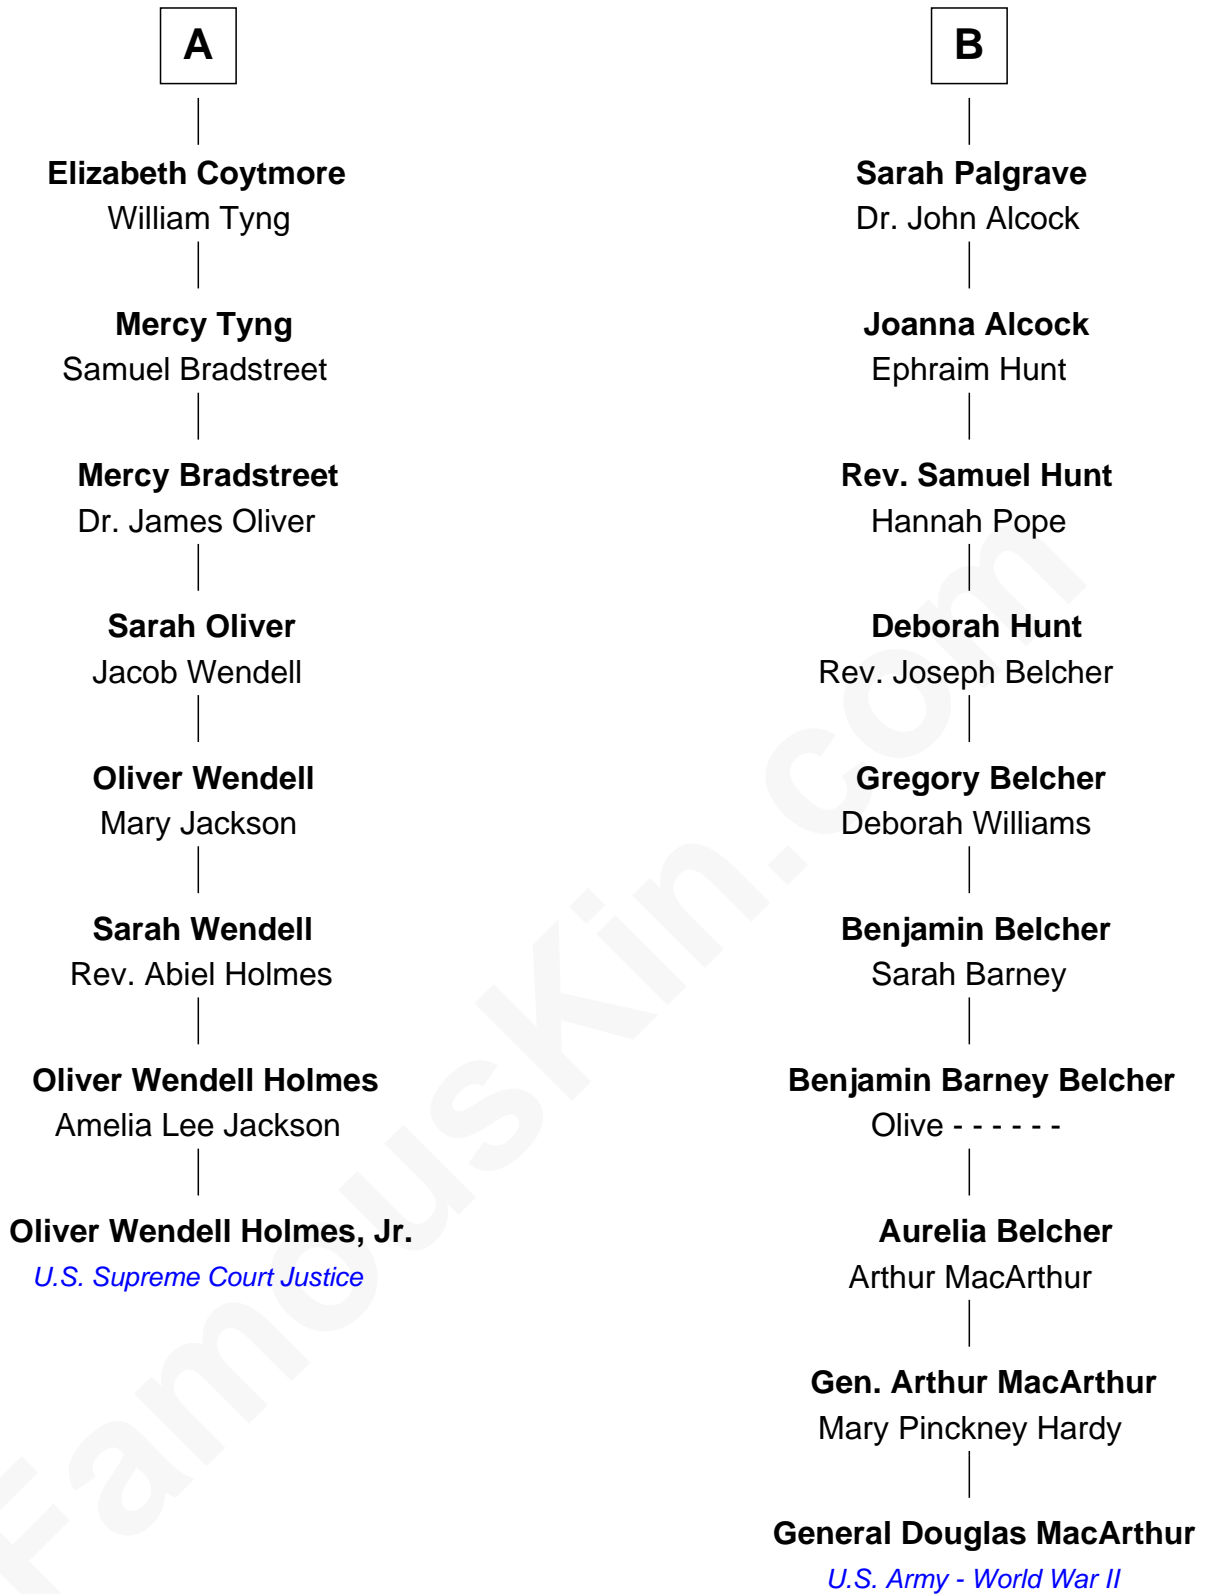 A
Elizabeth Coytmore
William Tyng
Mercy Tyng
Samuel Bradstreet
Mercy Bradstreet
Dr. James Oliver
Sarah Oliver
Jacob Wendell
Oliver Wendell
Mary Jackson
Sarah Wendell
Rev. Abiel Holmes
Oliver Wendell Holmes
Amelia Lee Jackson
Oliver Wendell Holmes, Jr.
U.S. Supreme Court Justice
B
Sarah Palgrave
Dr. John Alcock
Joanna Alcock
Ephraim Hunt
Rev. Samuel Hunt
Hannah Pope
Deborah Hunt
Rev. Joseph Belcher
Gregory Belcher
Deborah Williams
Benjamin Belcher
Sarah Barney
Benjamin Barney Belcher
Olive - - - - - -
Aurelia Belcher
Arthur MacArthur
Gen. Arthur MacArthur
Mary Pinckney Hardy
General Douglas MacArthur
U.S. Army - World War II
FamousKin.com